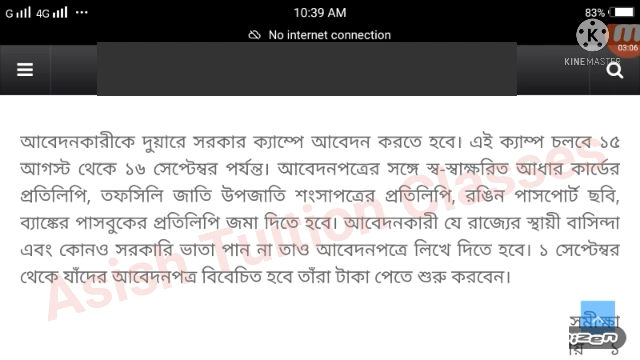 G 4G ... 10:39 AM 83%
No internet connection
KINEMASTER 03:06
আবেদনকারীকে দুয়ারে সরকার ক্যাম্পে আবেদন করতে হবে। এই ক্যাম্প চলবে ১৫
আগস্ট থেকে ১৬ সেপ্টেম্বর পর্যন্ত। আবেদনপত্রের সঙ্গে স্ব-স্বাক্ষরিত আধার কার্ডের
প্রতিলিপি, তফসিলি জাতি উপজাতি শংসাপত্রের প্রতিলিপি, রঙিন পাসপোর্ট ছবি,
ব্যাঙ্কের পাসবুকের প্রতিলিপি জমা দিতে হবে। আবেদনকারী যে রাজ্যের স্থায়ী বাসিন্দা
এবং কোনও সরকারি ভাতা পান না তাও আবেদনপত্রে লিখে দিতে হবে। ১ সেপ্টেম্বর
থেকে যাঁদের আবেদনপত্র বিবেচিত হবে তাঁরা টাকা পেতে শুরু করবেন।
Asish Tuition Classes
সমীক্ষা
১